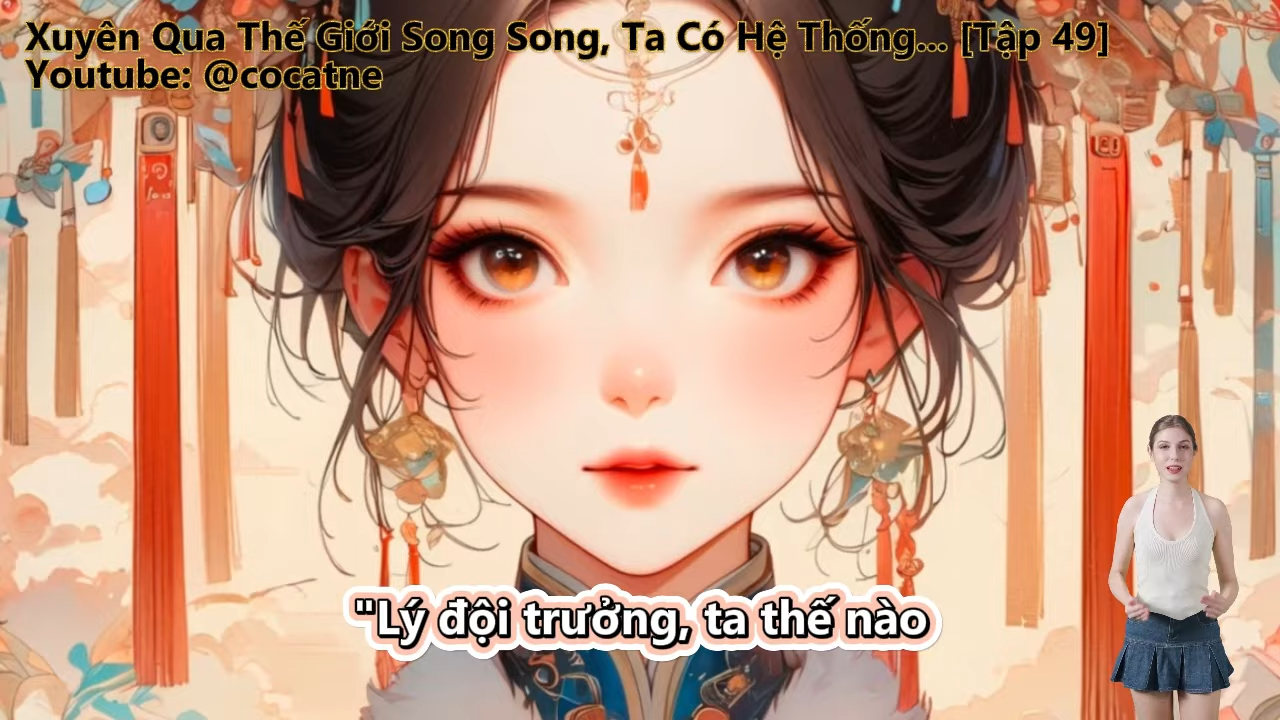 Xuyên Qua Thế Giới Song Song, Ta Có Hệ Thống... [Tập 49]
Youtube: @cocatne
"Lý đội trưởng, ta thế nào